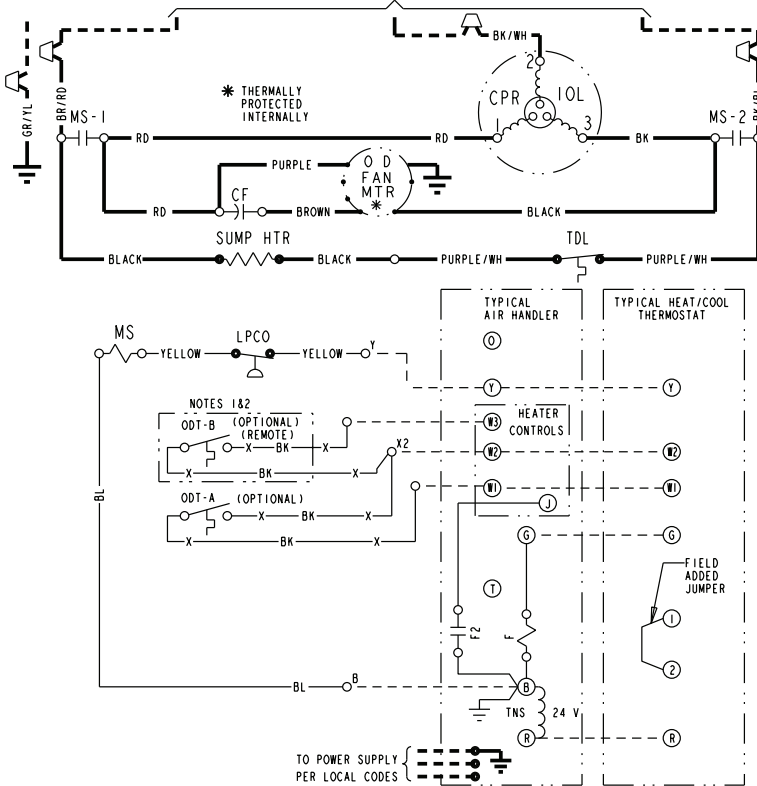 BK/WH
GR/YL
BR/RD
MS-1
* THERMALLY
PROTECTED
INTERNALLY
2
CPR
IOL
1
3
MS-2
RD
RD
BK
PURPLE
O D
FAN
MTR
*
CF
RD
BROWN
BLACK
SUMP HTR
TDL
BLACK
BLACK
PURPLE/WH
PURPLE/WH
TYPICAL
AIR HANDLER
TYPICAL HEAT/COOL
THERMOSTAT
MS
LPCO
O
YELLOW
YELLOW
Y
Y
Y
NOTES 1&2
HEATER
CONTROLS
ODT-B
(OPTIONAL)
(REMOTE)
W3
X
BK
X
X2
W2
W2
X
BK
X
BL
ODT-A
(OPTIONAL)
W1
W1
J
X
BK
X
X
BK
X
G
G
FIELD
ADDED
JUMPER
T
1
F2
F
2
BL
B
B
TNS
24 V
R
R
TO POWER SUPPLY
PER LOCAL CODES